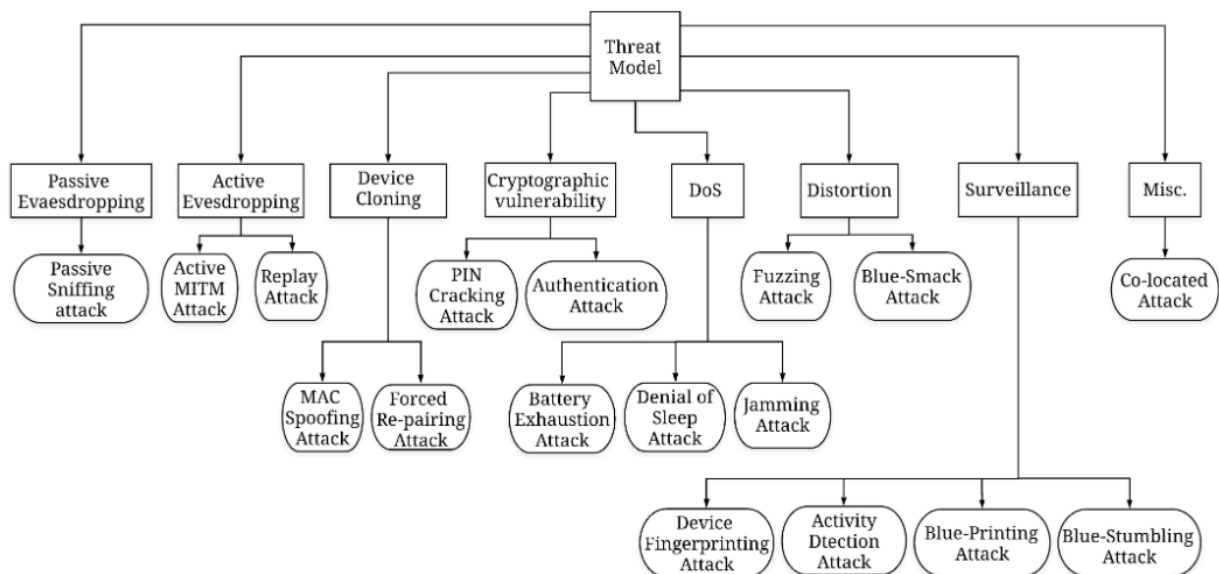 Threat
Model
Passive
Evaesdropping
Active
Evesdropping
Device
Cloning
Cryptographic
vulnerability
DoS
Distortion
Surveillance
Misc.
Passive
Sniffing
attack
Active
MITM
Attack
Replay
Attack
PIN
Cracking
Attack
Authentication
Attack
Fuzzing
Attack
Blue-Smack
Attack
Co-located
Attack
MAC
Spoofing
Attack
Forced
Re-pairing
Attack
Battery
Exhaustion
Attack
Denial of
Sleep
Attack
Jamming
Attack
Device
Fingerprinting
Attack
Activity
Dtection
Attack
Blue-Printing
Attack
Blue-Stumbling
Attack